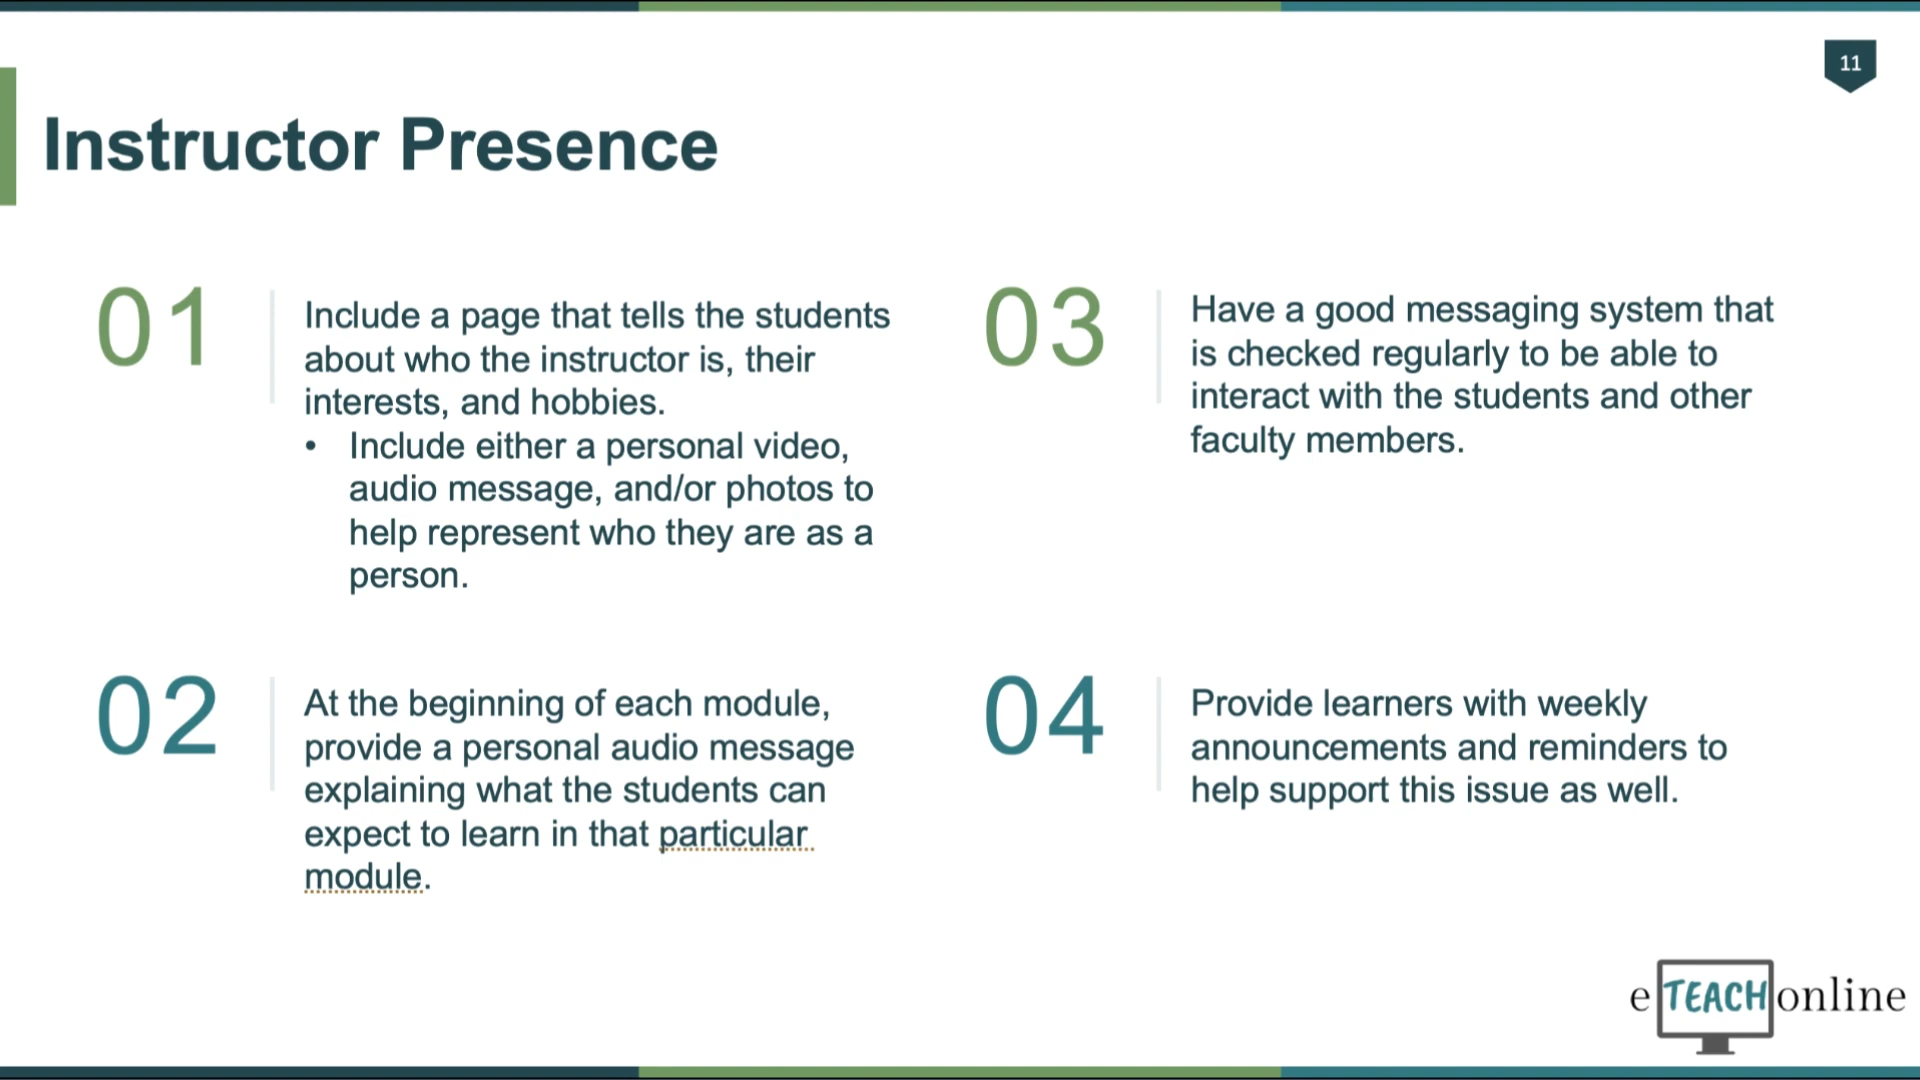 11
Instructor Presence
01
Include a page that tells the students
about who the instructor is, their
interests, and hobbies.
• Include either a personal video,
audio message, and/or photos to
help represent who they are as a
person.
02
At the beginning of each module,
provide a personal audio message
explaining what the students can
expect to learn in that particular
module.
03
Have a good messaging system that
is checked regularly to be able to
interact with the students and other
faculty members.
04
Provide learners with weekly
announcements and reminders to
help support this issue as well.
e TEACH online